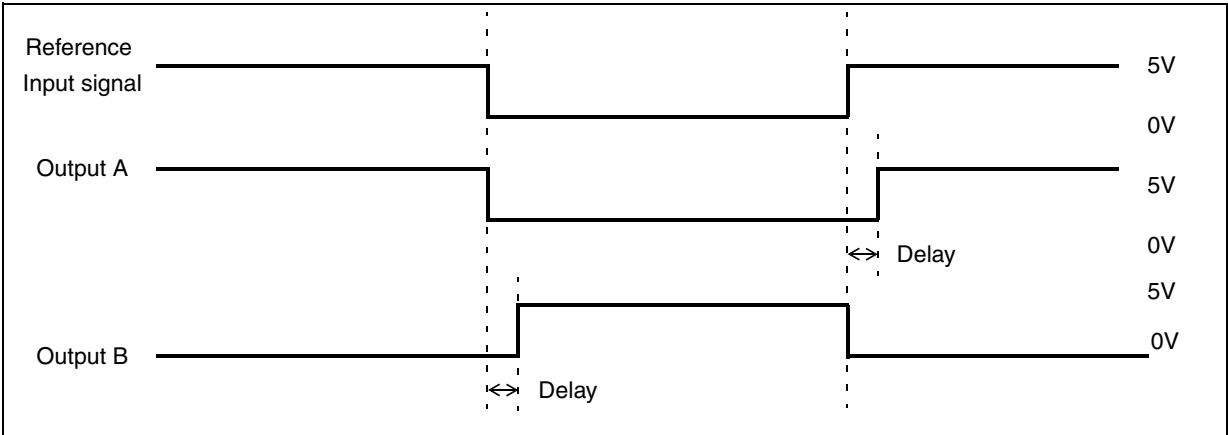 Reference
Input signal
5V
0V
Output A
5V
0V
Delay
5V
Output B
0V
Delay